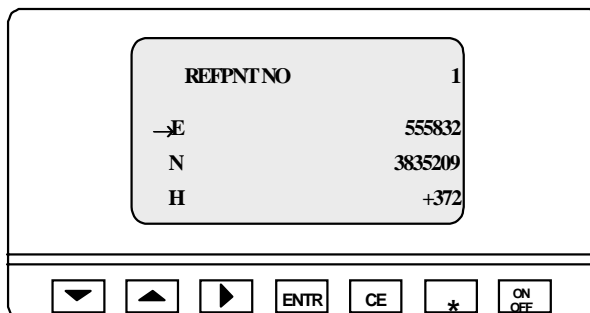 REFPNT NO 1
→E 555832
N 3835209
H +372
ENTR CE * ON OFF